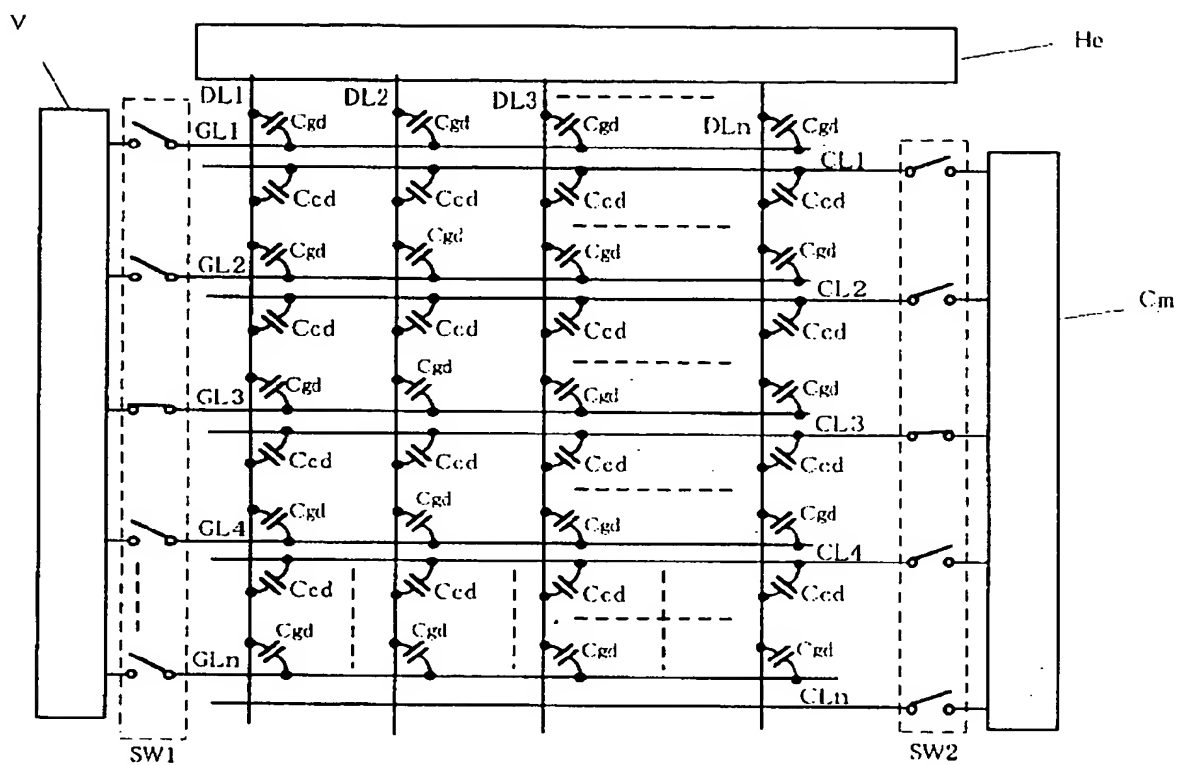 V
He
DL1 DL2 DL3 DLn
Cgd Cgd Cgd Cgd
GL1
CL1
Ccd Ccd Ccd Ccd
Cgd Cgd Cgd Cgd
GL2
CL2
Ccd Ccd Ccd Ccd
Cm
Cgd Cgd Cgd Cgd
GL3
CL3
Ccd Ccd Ccd Ccd
Cgd Cgd Cgd Cgd
GL4
CL4
Ccd Ccd Ccd Ccd
Cgd Cgd Cgd Cgd
GLn
CLn
SW1 SW2